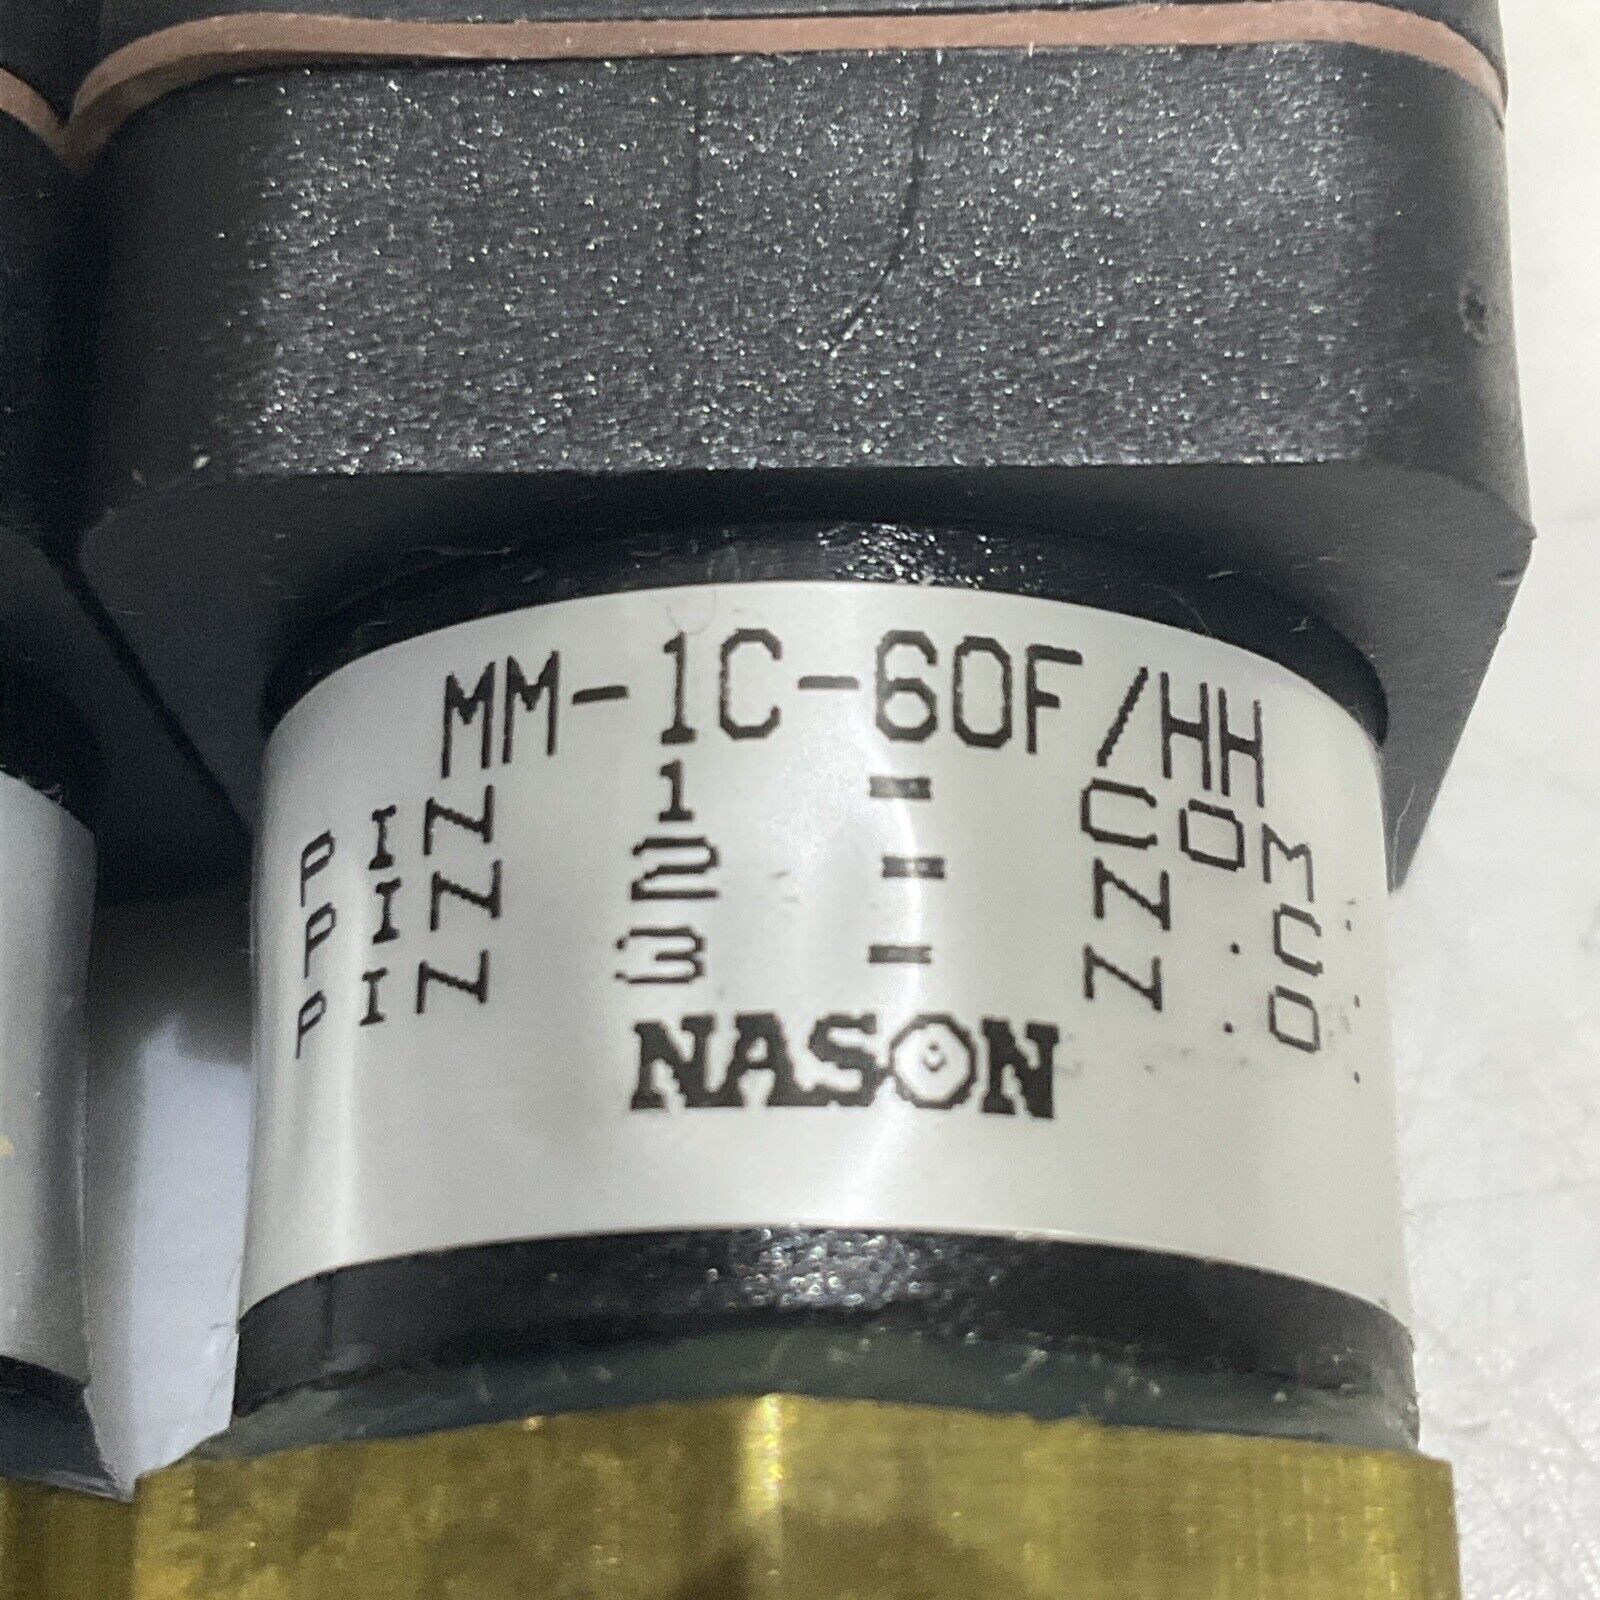 MM-1C-60F/HH
PIN 1 = COM
PIN 2 = N.C.
PIN 3 = N.O.
NASON